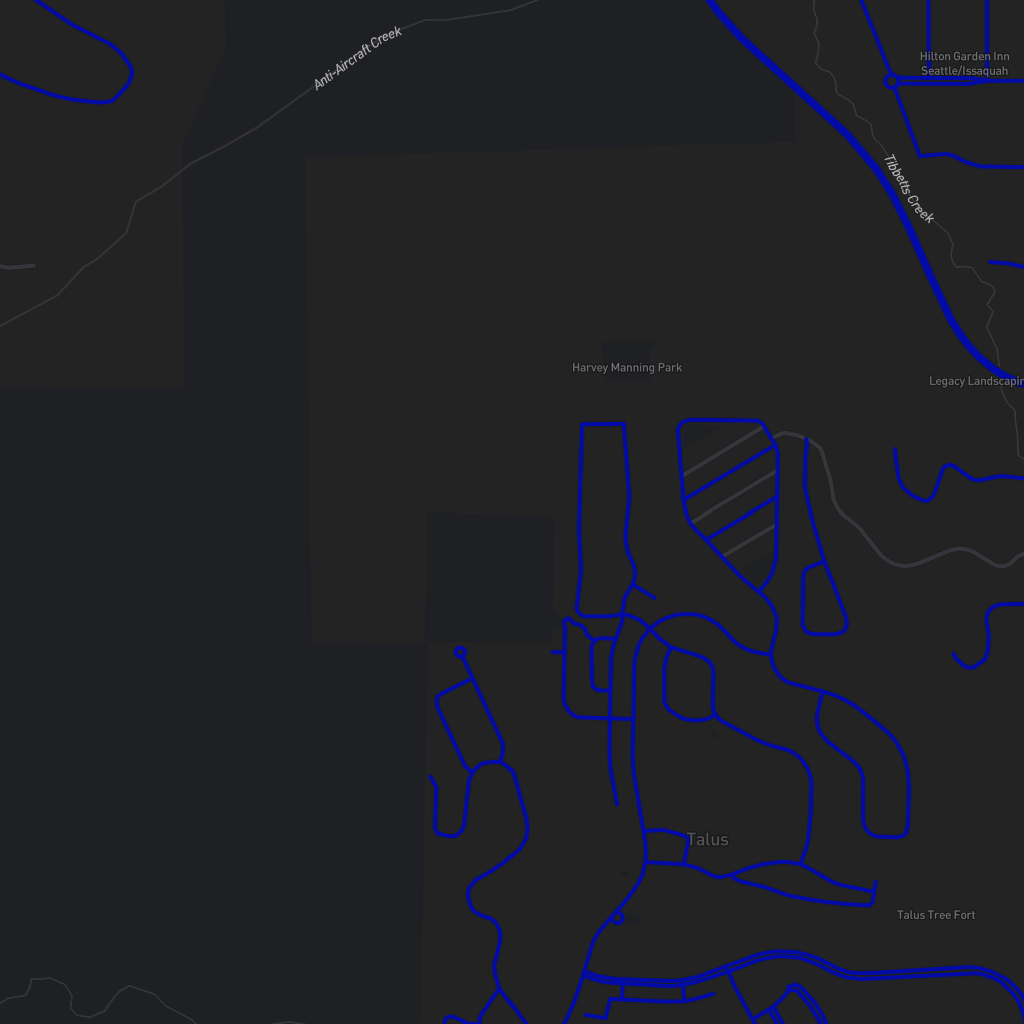 Anti-Aircraft Creek
Hilton Garden Inn
Seattle/Issaquah
Tibbetts Creek
Harvey Manning Park
Legacy Landscapin
Talus
Talus Tree Fort